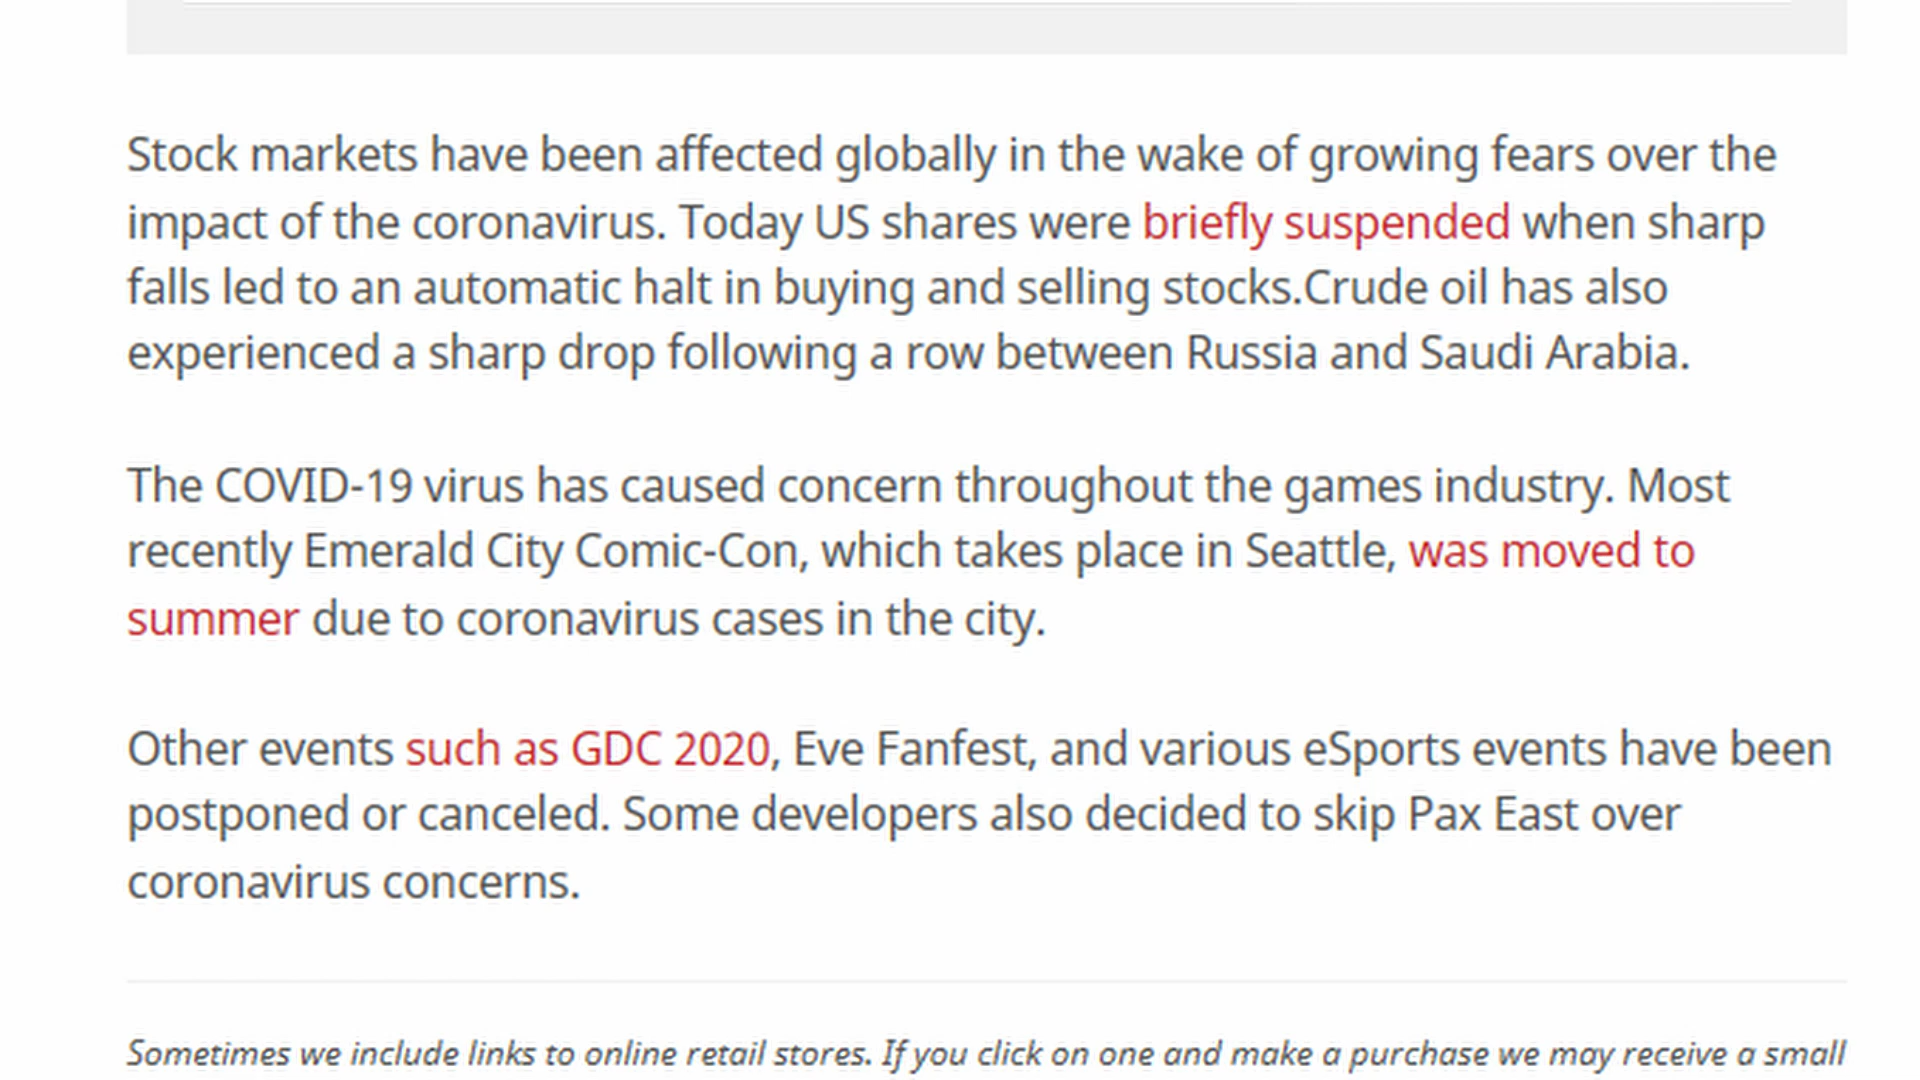 Stock markets have been affected globally in the wake of growing fears over the
impact of the coronavirus. Today US shares were briefly suspended when sharp
falls led to an automatic halt in buying and selling stocks.Crude oil has also
experienced a sharp drop following a row between Russia and Saudi Arabia.
The COVID-19 virus has caused concern throughout the games industry. Most
recently Emerald City Comic-Con, which takes place in Seattle, was moved to
summer due to coronavirus cases in the city.
Other events such as GDC 2020, Eve Fanfest, and various eSports events have been
postponed or canceled. Some developers also decided to skip Pax East over
coronavirus concerns.
Sometimes we include links to online retail stores. If you click on one and make a purchase we may receive a small